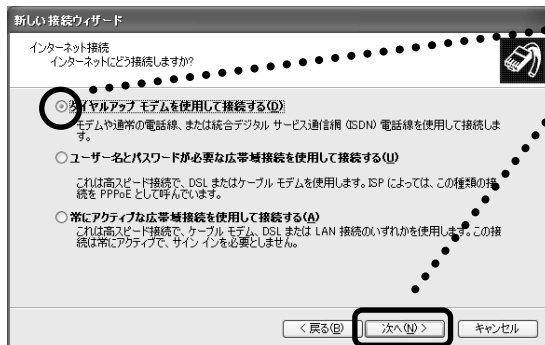 新しい接続ウィザード
インターネット接続
インターネットにどう接続しますか?
ダイヤルアップ モデムを使用して接続する(D)
モデムや通常の電話線、または統合デジタル サービス通信網 (ISDN) 電話線を使用して接続しま
す。
ユーザー名とパスワードが必要な広帯域接続を使用して接続する(U)
これは高スピード接続で、DSL またはケーブル モデムを使用します。ISP によっては、この種類の接
続を PPPoE として呼んでいます。
常にアクティブな広帯域接続を使用して接続する(A)
これは高スピード接続で、ケーブル モデム、DSL または LAN 接続のいずれかを使用します。この接
続は常にアクティブで、サイン インを必要としません。
< 戻る(B)
次へ(N) >
キャンセル